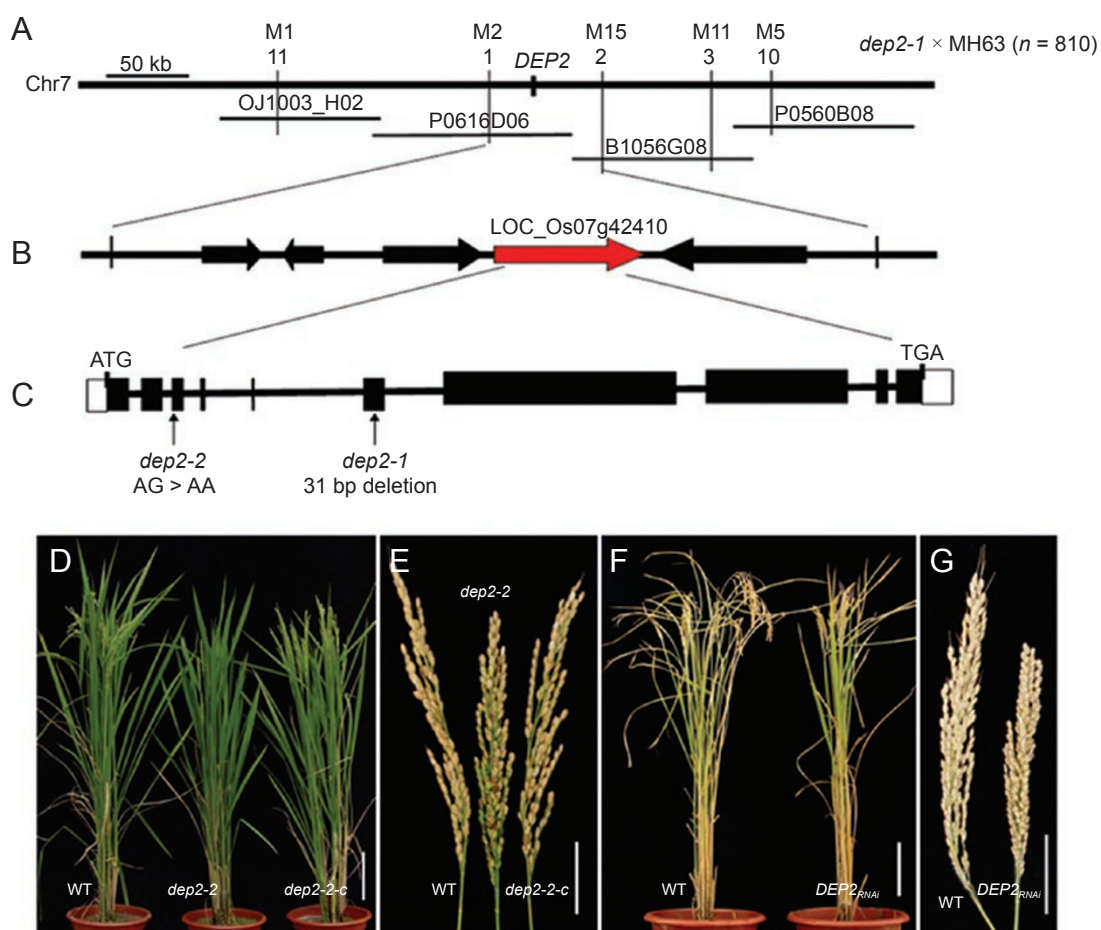 A
M1 M2 M15 M11 M5
11 1 DEP2 2 3 10
dep2-1 × MH63 (n = 810)
50 kb
Chr7
OJ1003_H02
P0616D06
B1056G08
P0560B08
B
LOC_Os07g42410
C
ATG
TGA
dep2-2
AG > AA
dep2-1
31 bp deletion
D
WT
dep2-2
dep2-2-c
E
dep2-2
WT
dep2-2-c
F
WT
DEP2RNAi
G
WT
DEP2RNAi